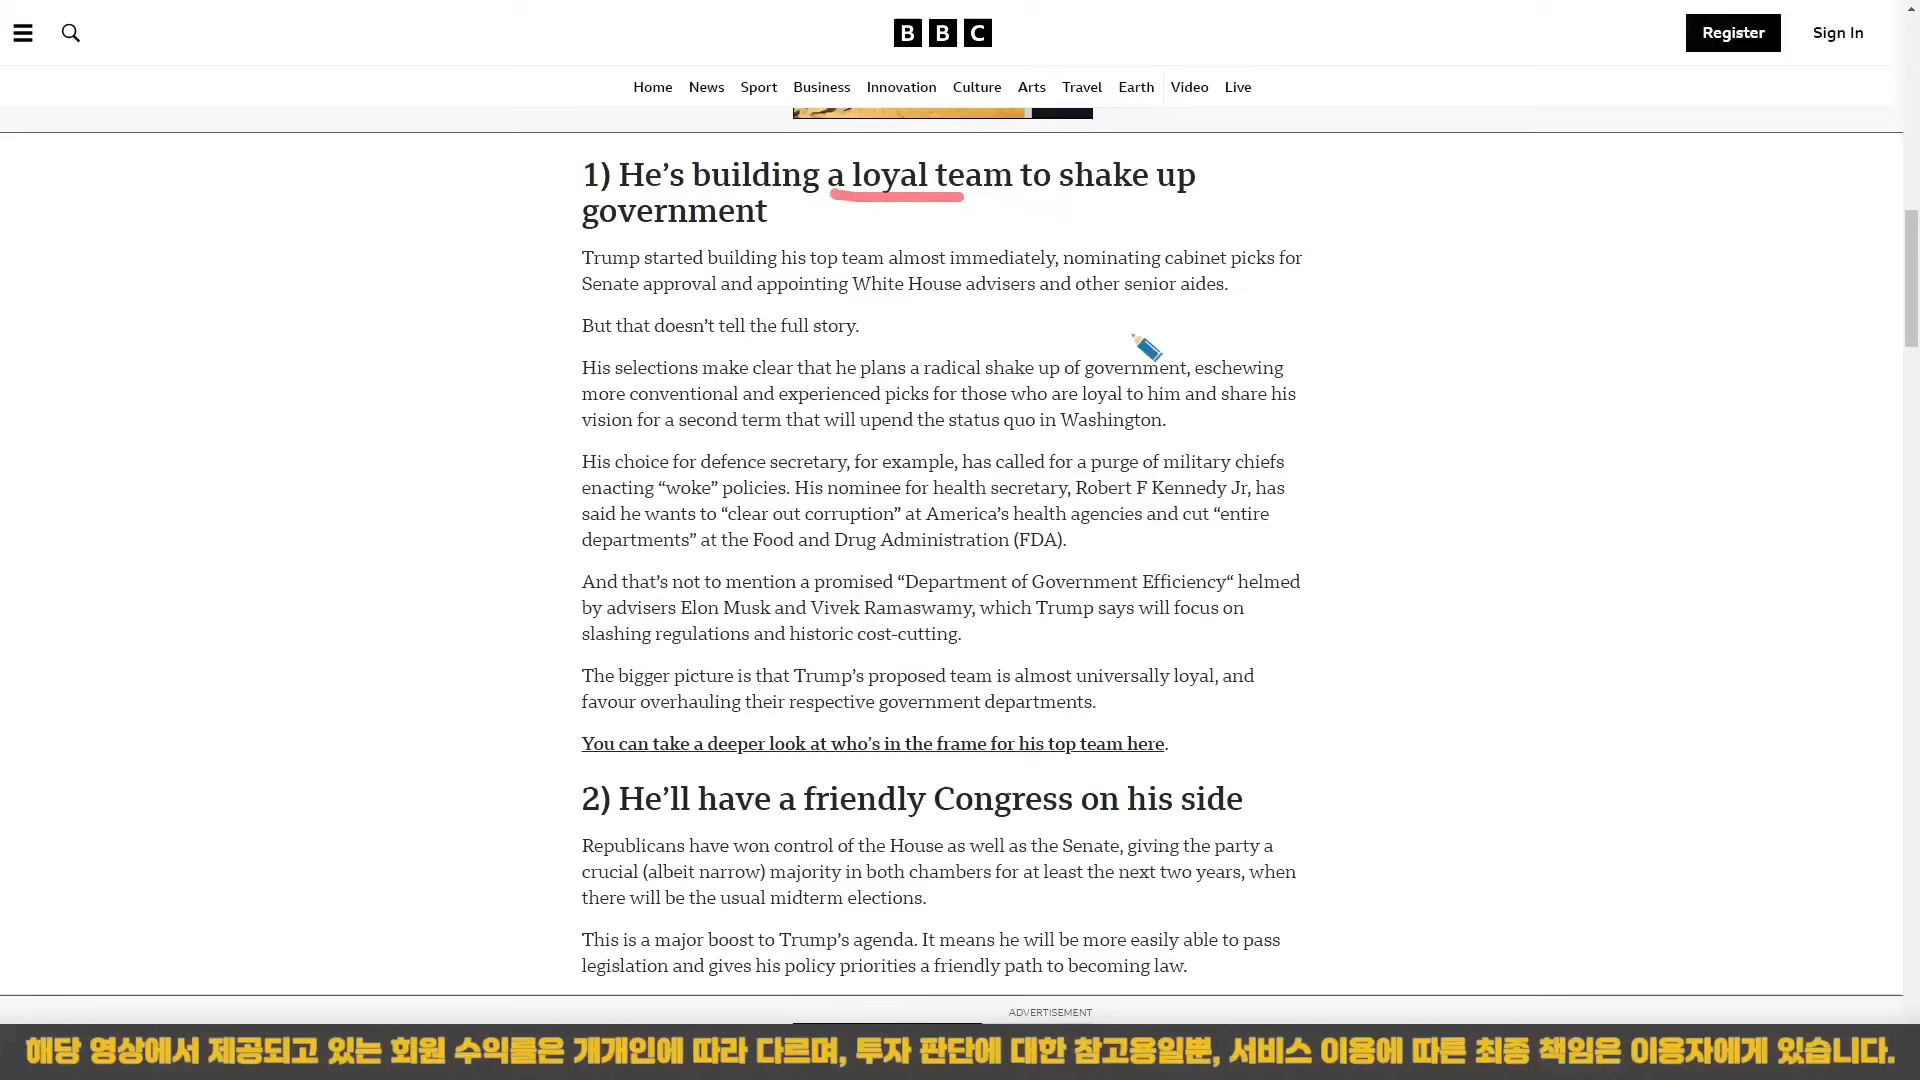 BBC
Register
Sign In
Home News Sport Business Innovation Culture Arts Travel Earth Video Live
1) He’s building a loyal team to shake up
government
Trump started building his top team almost immediately, nominating cabinet picks for
Senate approval and appointing White House advisers and other senior aides.
But that doesn’t tell the full story.
His selections make clear that he plans a radical shake up of government, eschewing
more conventional and experienced picks for those who are loyal to him and share his
vision for a second term that will upend the status quo in Washington.
His choice for defence secretary, for example, has called for a purge of military chiefs
enacting “woke” policies. His nominee for health secretary, Robert F Kennedy Jr, has
said he wants to “clear out corruption” at America’s health agencies and cut “entire
departments” at the Food and Drug Administration (FDA).
And that’s not to mention a promised “Department of Government Efficiency“ helmed
by advisers Elon Musk and Vivek Ramaswamy, which Trump says will focus on
slashing regulations and historic cost-cutting.
The bigger picture is that Trump’s proposed team is almost universally loyal, and
favour overhauling their respective government departments.
You can take a deeper look at who’s in the frame for his top team here.
2) He’ll have a friendly Congress on his side
Republicans have won control of the House as well as the Senate, giving the party a
crucial (albeit narrow) majority in both chambers for at least the next two years, when
there will be the usual midterm elections.
This is a major boost to Trump’s agenda. It means he will be more easily able to pass
legislation and gives his policy priorities a friendly path to becoming law.
ADVERTISEMENT
해당 영상에서 제공되고 있는 회원 수익률은 개개인에 따라 다르며, 투자 판단에 대한 참고용일뿐, 서비스 이용에 따른 최종 책임은 이용자에게 있습니다.